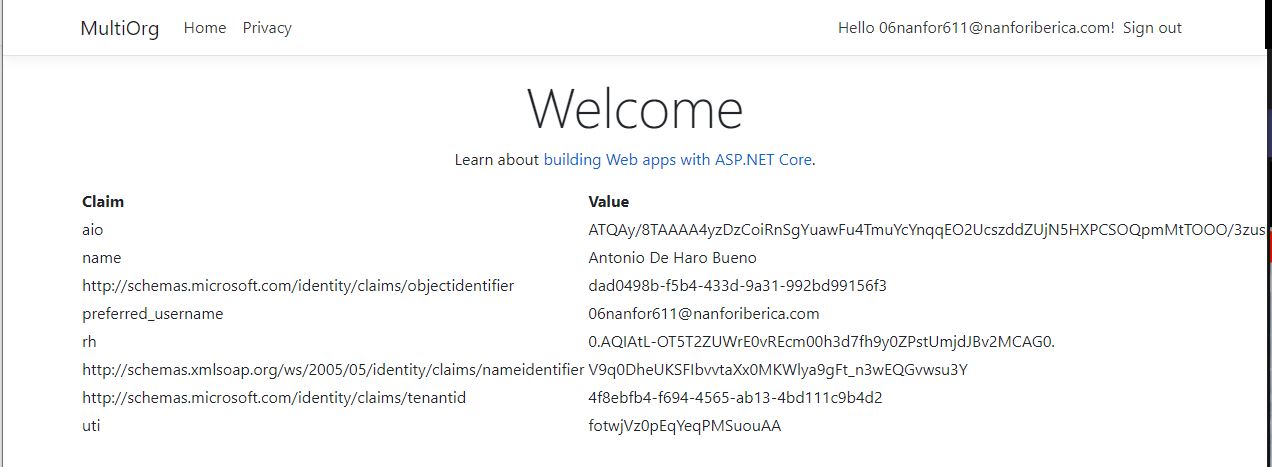 MultiOrg Home Privacy Hello 06nanfor611@nanforiberica.com! Sign out
Welcome
Learn about building Web apps with ASP.NET Core.
Claim Value
aio ATQAy/8TAAAA4yzDzCoiRnSgYuawFu4TmuYcYnqqEO2UcszddZUjN5HXPCSOQpmMtTOOO/3zus
name Antonio De Haro Bueno
http://schemas.microsoft.com/identity/claims/objectidentifier dad0498b-f5b4-433d-9a31-992bd99156f3
preferred_username 06nanfor611@nanforiberica.com
rh 0.AQIAtL-OT5T2ZUWrE0vREcm00h3d7fh9y0ZPstUmjdJBv2MCAG0.
http://schemas.xmlsoap.org/ws/2005/05/identity/claims/nameidentifier V9q0DheUKSFIbvvtaXx0MKWlya9gFt_n3wEQGvwsu3Y
http://schemas.microsoft.com/identity/claims/tenantid 4f8ebfb4-f694-4565-ab13-4bd111c9b4d2
uti fotwjVz0pEqYeqPMSuouAA